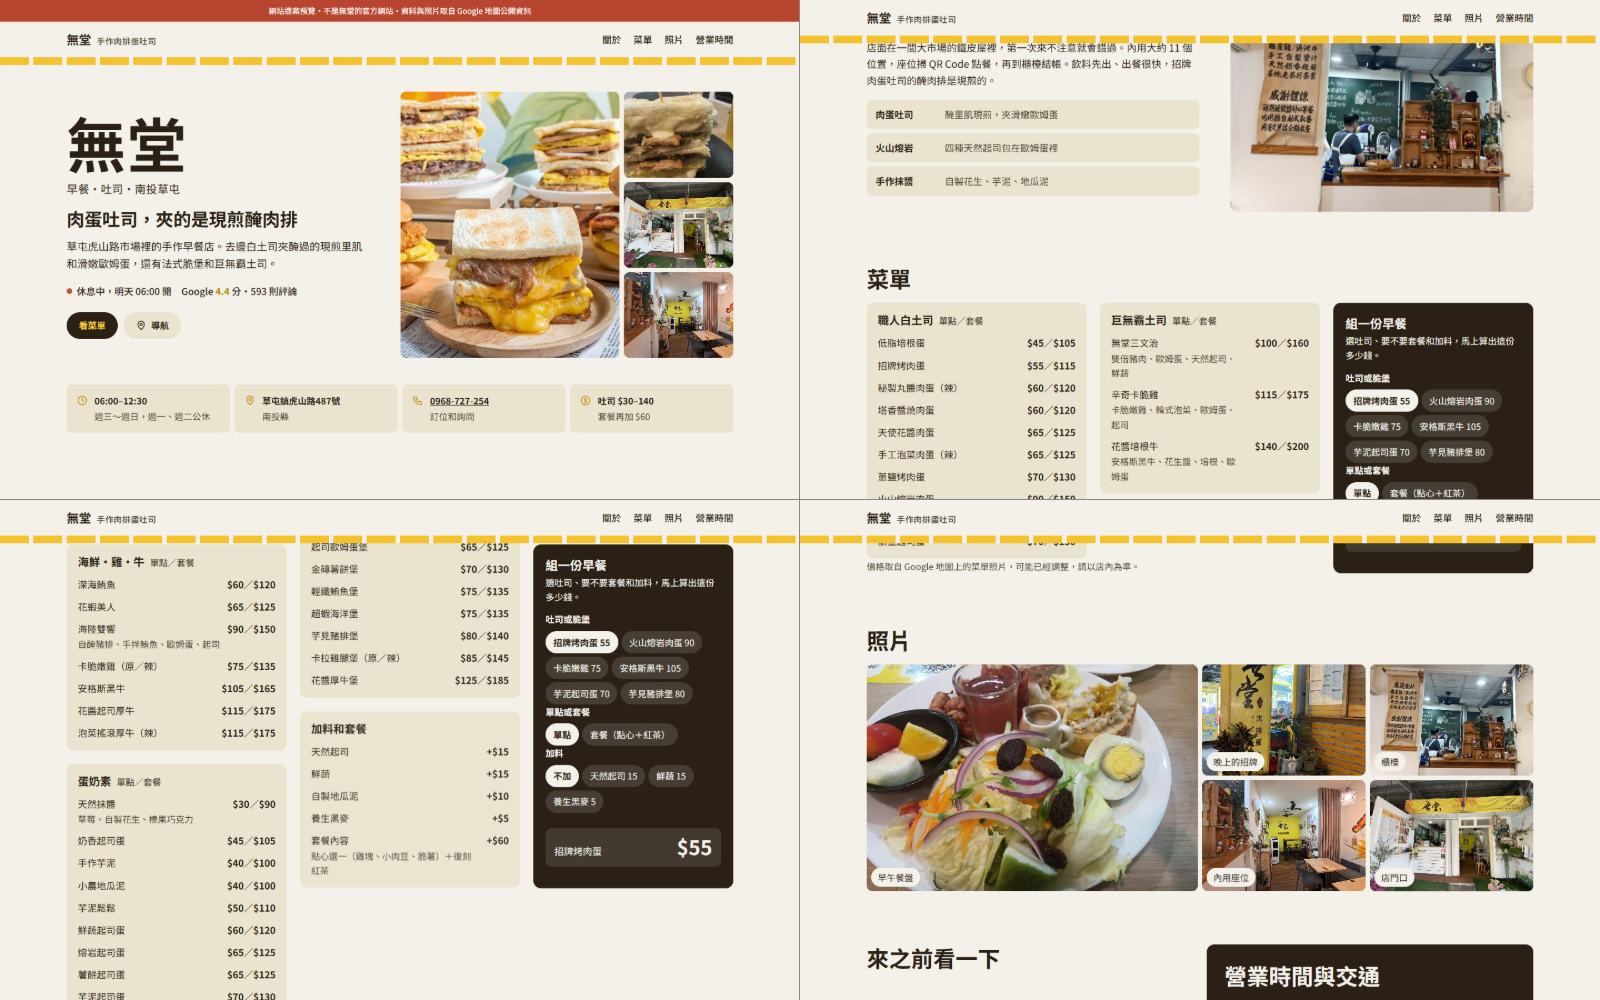 網站提案預覽・不是無堂的官方網站・資料與照片取自 Google 地圖公開資訊
無堂 手作肉排蛋吐司
關於 菜單 照片 營業時間
無堂
早餐・吐司・南投草屯
肉蛋吐司，夾的是現煎醃肉排
草屯虎山路市場裡的手作早餐店。去邊白土司夾醃過的現煎里肌
和滑嫩歐姆蛋，還有法式脆堡和巨無霸土司。
休息中，明天 06:00 開 Google 4.4 分・593 則評論
看菜單 導航
06:00–12:30
週三～週日，週一、週二公休
草屯鎮虎山路487號
南投縣
0968-727-254
訂位和詢問
吐司 $30–140
套餐再加 $60
無堂 手作肉排蛋吐司
關於 菜單 照片 營業時間
店面在一間大市場的鐵皮屋裡，第一次來不注意就會錯過。內用大約 11 個
位置，座位掃 QR Code 點餐，再到櫃檯結帳。飲料先出、出餐很快，招牌
肉蛋吐司的醃肉排是現煎的。
肉蛋吐司 醃里肌現煎，夾滑嫩歐姆蛋
火山熔岩 四種天然起司包在歐姆蛋裡
手作抹醬 自製花生、芋泥、地瓜泥
感謝體諒
菜單
職人白土司 單點／套餐
低脂培根蛋 $45／$105
招牌烤肉蛋 $55／$115
秘製丸醬肉蛋（辣） $60／$120
塔香醬燒肉蛋 $60／$120
天使花醬肉蛋 $65／$125
手工泡菜肉蛋（辣） $65／$125
蔥鹽烤肉蛋 $70／$130
火山熔岩肉蛋 $90／$150
巨無霸土司 單點／套餐
無堂三文治 $100／$160
雙倍豬肉、歐姆蛋、天然起司、
鮮蔬
辛奇卡脆雞 $115／$175
卡脆嫩雞、韓式泡菜、歐姆蛋、
起司
花醬培根牛 $140／$200
安格斯黑牛、花生醬、培根、歐
姆蛋
組一份早餐
選吐司、要不要套餐和加料，馬上算出這份
多少錢。
吐司或脆堡
招牌烤肉蛋 55 火山熔岩肉蛋 90
卡脆嫩雞 75 安格斯黑牛 105
芋泥起司蛋 70 芋見豬排堡 80
單點或套餐
單點 套餐（點心＋紅茶）
無堂 手作肉排蛋吐司
關於 菜單 照片 營業時間
海鮮・雞・牛 單點／套餐
深海鮪魚 $60／$120
花蝦美人 $65／$125
海陸雙饗 $90／$150
自醃豬排、手拌鮪魚、歐姆蛋、起司
卡脆嫩雞（原／辣） $75／$135
安格斯黑牛 $105／$165
花醬起司厚牛 $115／$175
泡菜搖滾厚牛（辣） $115／$175
蛋奶素 單點／套餐
天然抹醬 $30／$90
草莓、自製花生、榛果巧克力
奶香起司蛋 $45／$105
手作芋泥 $40／$100
小農地瓜泥 $40／$100
芋泥鬆鬆 $50／$110
鮮蔬起司蛋 $60／$120
熔岩起司蛋 $65／$125
薯餅起司蛋 $65／$125
芋泥起司蛋 $70／$130
起司歐姆蛋堡 $65／$125
金磚薯餅堡 $70／$130
輕纖鮪魚堡 $75／$135
超蝦海洋堡 $75／$135
芋見豬排堡 $80／$140
卡拉雞腿堡（原／辣） $85／$145
花醬厚牛堡 $125／$185
加料和套餐
天然起司 +$15
鮮蔬 +$15
自製地瓜泥 +$10
養生黑麥 +$5
套餐內容 +$60
點心選一（雞塊、小肉豆、脆薯）＋復刻
紅茶
組一份早餐
選吐司、要不要套餐和加料，馬上算出這份
多少錢。
吐司或脆堡
招牌烤肉蛋 55 火山熔岩肉蛋 90
卡脆嫩雞 75 安格斯黑牛 105
芋泥起司蛋 70 芋見豬排堡 80
單點或套餐
單點 套餐（點心＋紅茶）
加料
不加 天然起司 15 鮮蔬 15
養生黑麥 5
招牌烤肉蛋 $55
無堂 手作肉排蛋吐司
關於 菜單 照片 營業時間
價格取自 Google 地圖上的菜單照片，可能已經調整，請以店內為準。
照片
早午餐盤
晚上的招牌
櫃檯
內用座位
店門口
來之前看一下
營業時間與交通